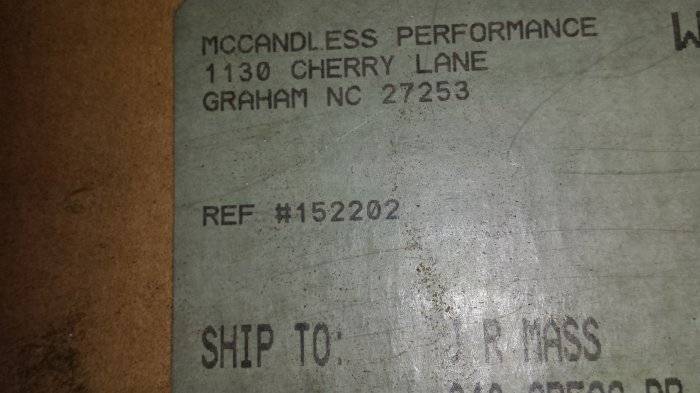 MCCANDLESS PERFORMANCE
1130 CHERRY LANE
GRAHAM NC 27253
REF #152202
SHIP TO: J R MASS